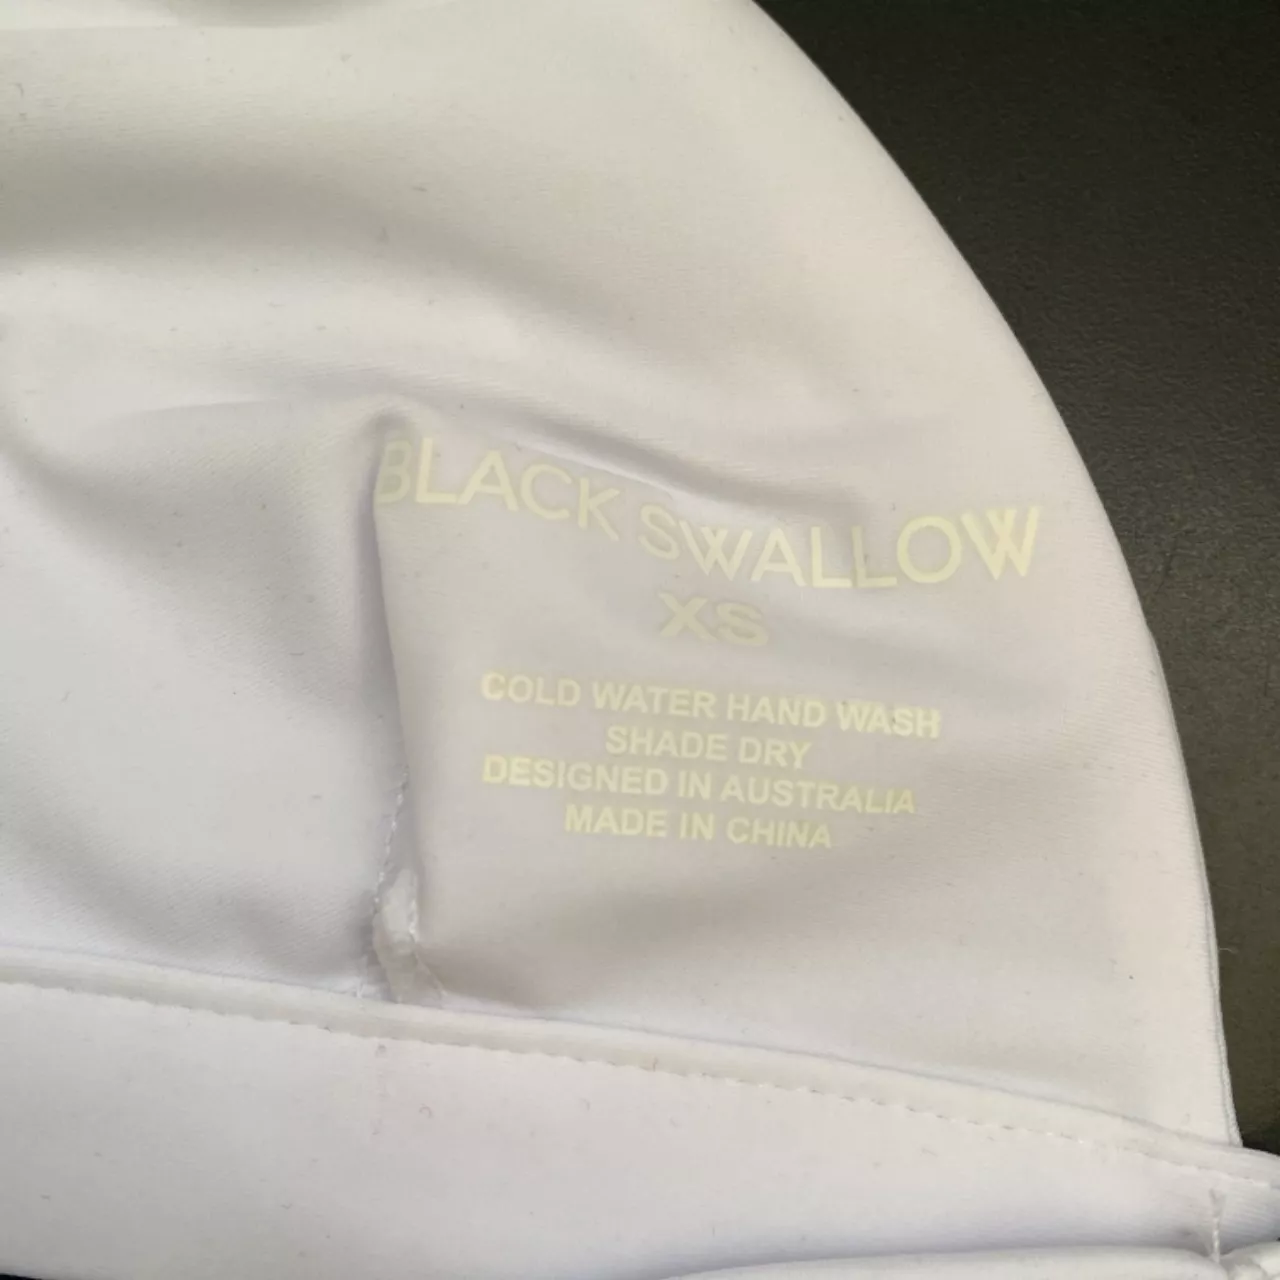 BLACK SWALLOW
XS
COLD WATER HAND WASH
SHADE DRY
DESIGNED IN AUSTRALIA
MADE IN CHINA